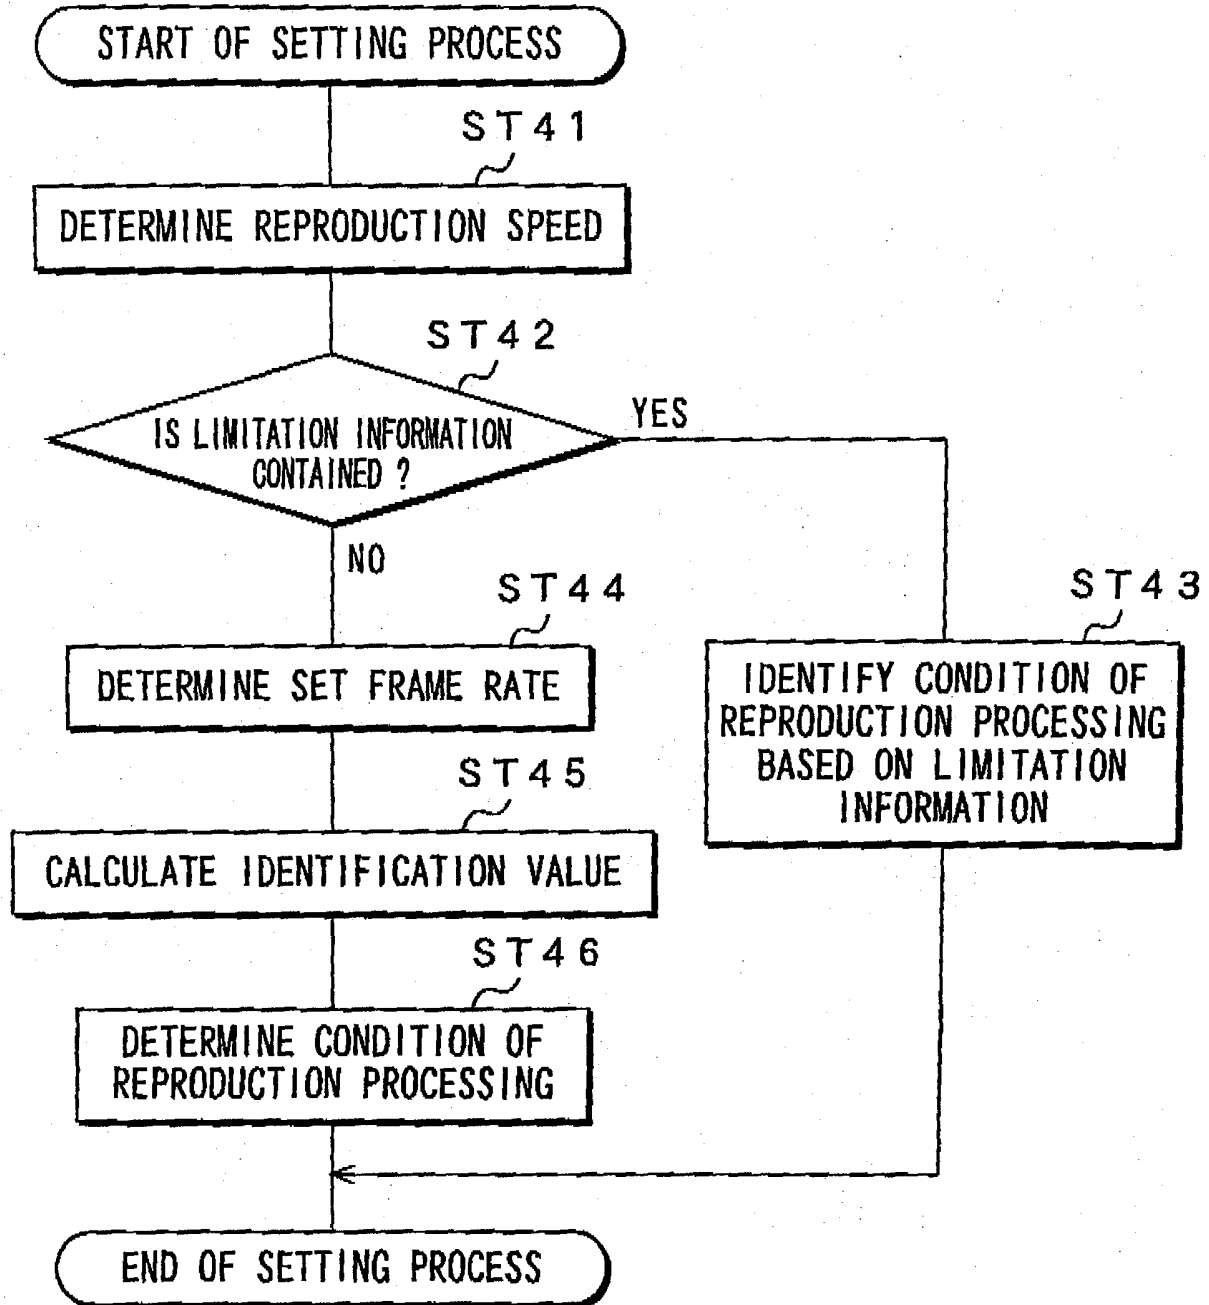 START OF SETTING PROCESS
ST41
DETERMINE REPRODUCTION SPEED
ST42
IS LIMITATION INFORMATION
CONTAINED ?
YES
NO
ST44
DETERMINE SET FRAME RATE
ST43
IDENTIFY CONDITION OF
REPRODUCTION PROCESSING
BASED ON LIMITATION
INFORMATION
ST45
CALCULATE IDENTIFICATION VALUE
ST46
DETERMINE CONDITION OF
REPRODUCTION PROCESSING
END OF SETTING PROCESS